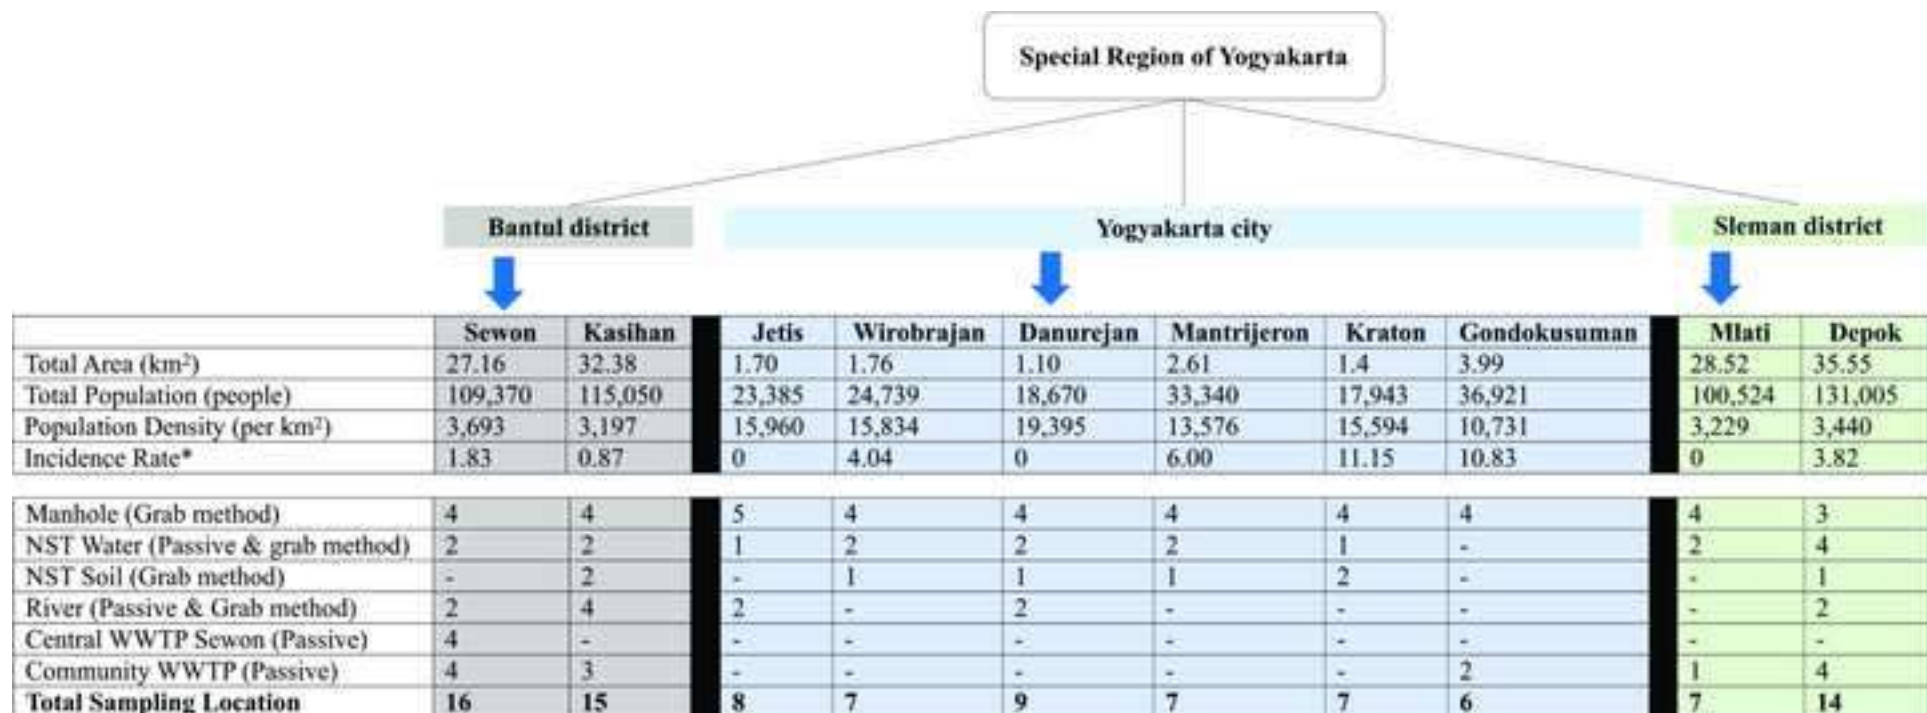 Special Region of Yogyakarta
Bantul district Yogyakarta city Sleman district
Sewon Kasihan Jetis Wirobrajan Danurejan Mantrijeron Kraton Gondokusuman Mlati Depok
Total Area (km²) 27.16 32.38 1.70 1.76 1.10 2.61 1.4 3.99 28.52 35.55
Total Population (people) 109,370 115,050 23,385 24,739 18,670 33,340 17,943 36,921 100,524 131,005
Population Density (per km²) 3,693 3,197 15,960 15,834 19,395 13,576 15,594 10,731 3,229 3,440
Incidence Rate* 1.83 0.87 0 4.04 0 6.00 11.15 10.83 0 3.82
Manhole (Grab method) 4 4 5 4 4 4 4 4 4 3
NST Water (Passive & grab method) 2 2 1 2 2 2 1 - 2 4
NST Soil (Grab method) - 2 - 1 1 1 2 - - 1
River (Passive & Grab method) 2 4 2 - 2 - - - - 2
Central WWTP Sewon (Passive) 4 - - - - - - - - -
Community WWTP (Passive) 4 3 - - - - - 2 1 4
Total Sampling Location 16 15 8 7 9 7 7 6 7 14